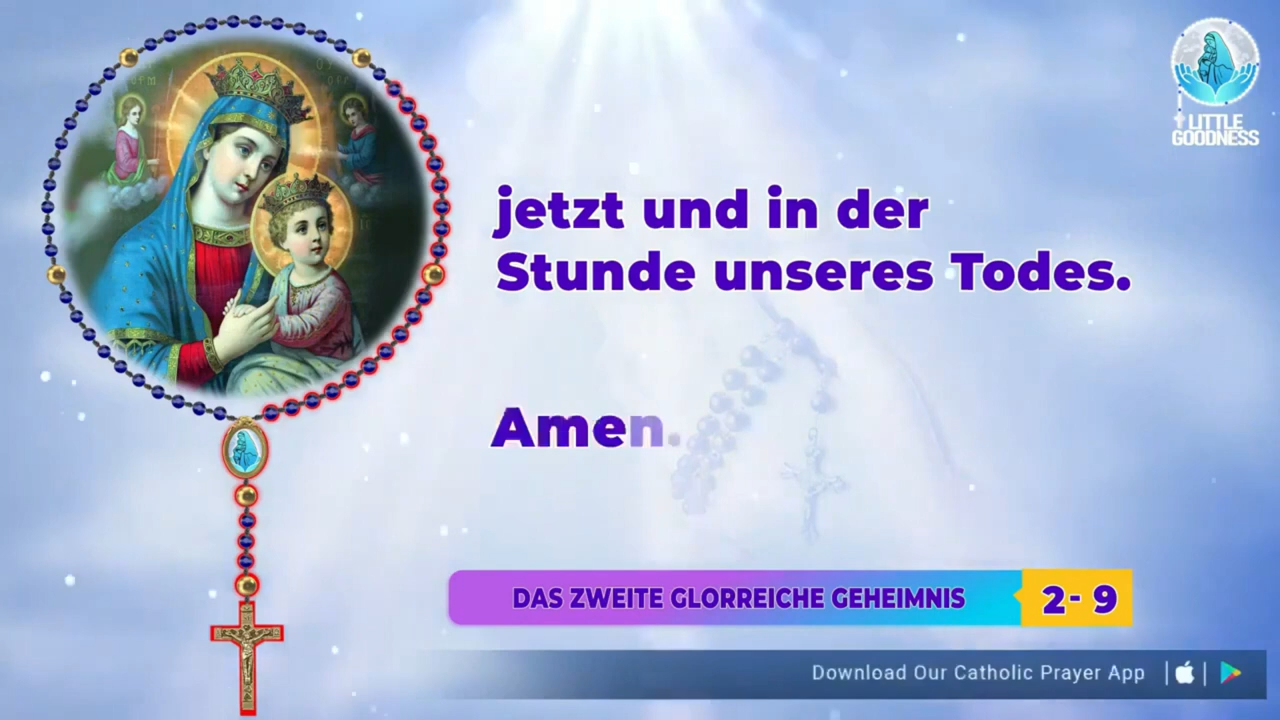 LITTLE
GOODNESS
jetzt und in der
Stunde unseres Todes.
Amen.
DAS ZWEITE GLORREICHE GEHEIMNIS
2- 9
Download Our Catholic Prayer App